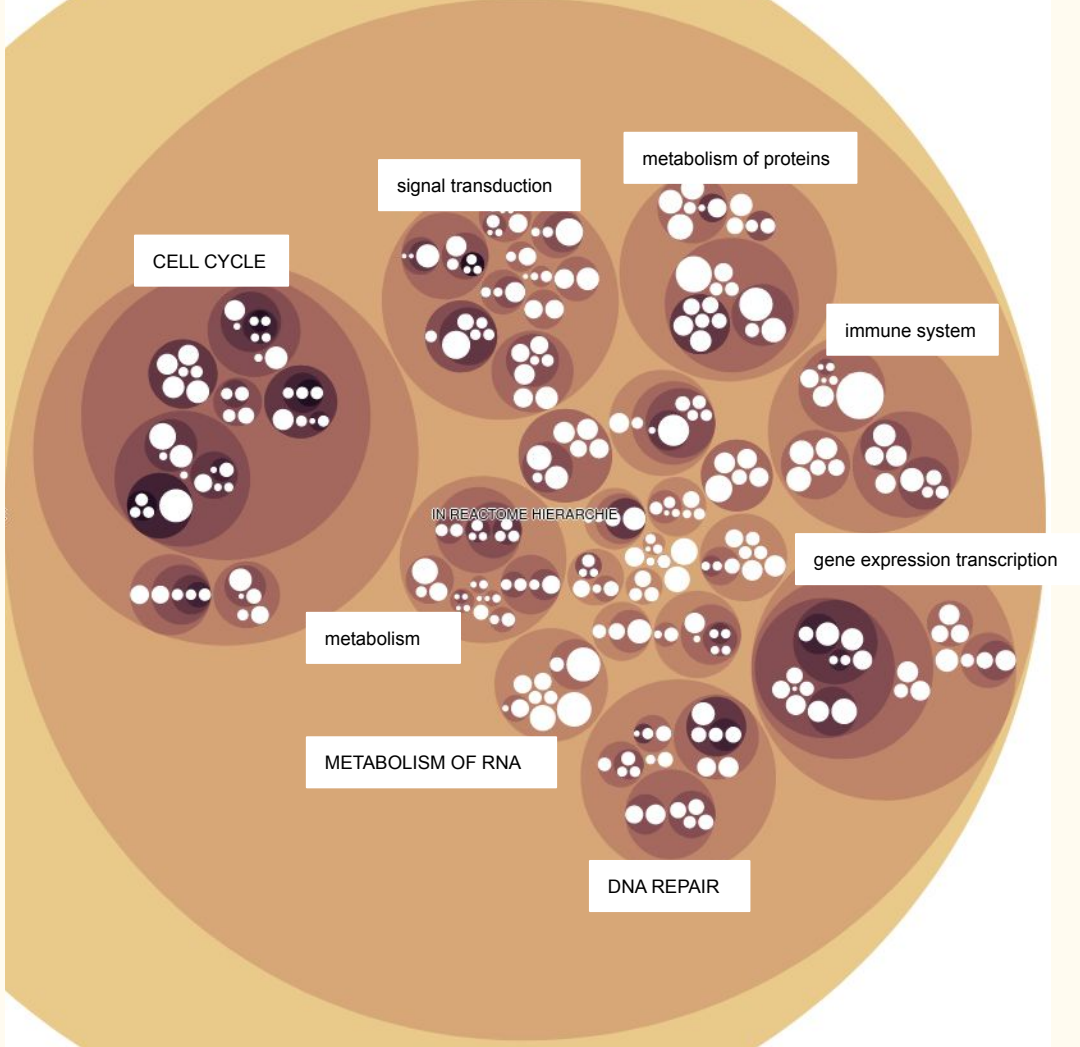 metabolism of proteins
signal transduction
CELL CYCLE
immune system
IN REACTOME HIERARCHIE
gene expression transcription
metabolism
METABOLISM OF RNA
DNA REPAIR